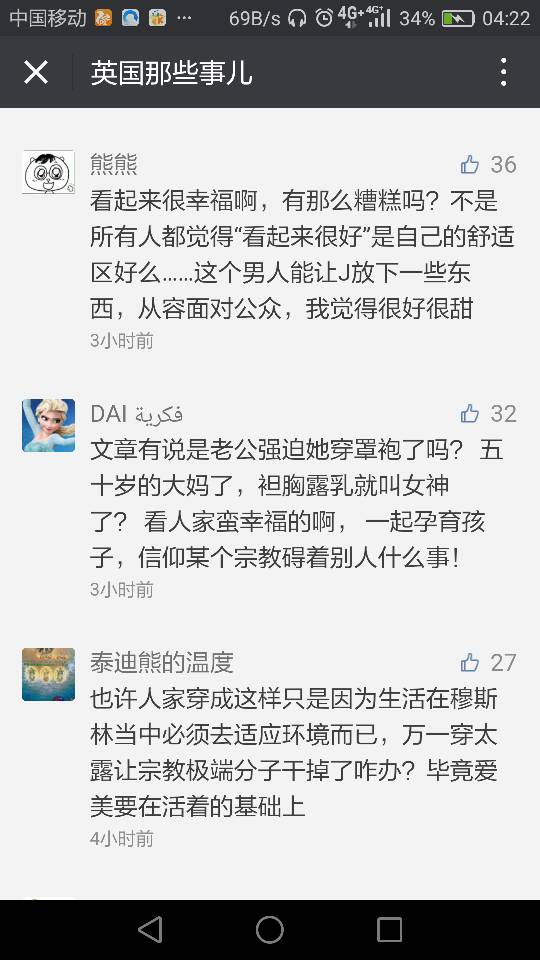 中国移动 ... 69B/s 4G+ 4G+ 34% 04:22
英国那些事儿
熊熊 36
看起来很幸福啊，有那么糟糕吗？不是
所有人都觉得“看起来很好”是自己的舒适
区好么……这个男人能让J放下一些东
西，从容面对公众，我觉得很好很甜
3小时前
DAI فكرية 32
文章有说是老公强迫她穿罩袍了吗？ 五
十岁的大妈了，袒胸露乳就叫女神
了？ 看人家蛮幸福的啊， 一起孕育孩
子，信仰某个宗教碍着别人什么事！
3小时前
泰迪熊的温度 27
也许人家穿成这样只是因为生活在穆斯
林当中必须去适应环境而已，万一穿太
露让宗教极端分子干掉了咋办？毕竟爱
美要在活着的基础上
4小时前